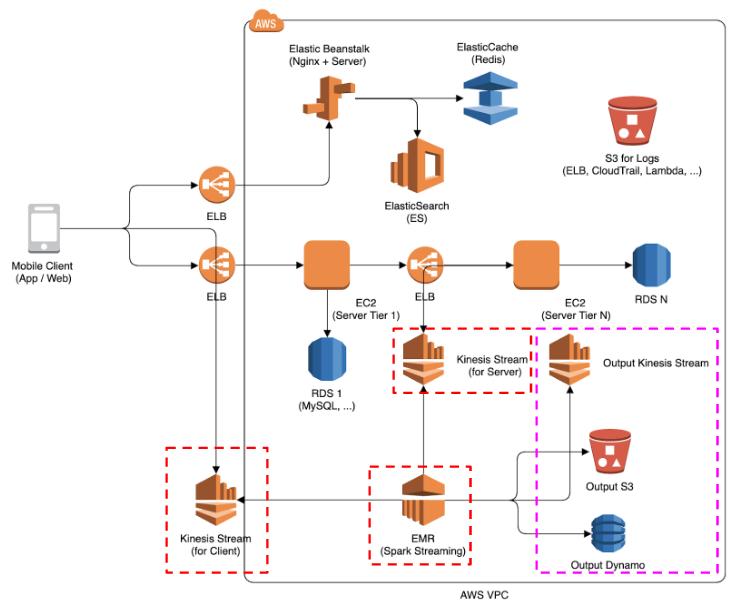 AWS
Elastic Beanstalk
(Nginx + Server)
ElasticCache
(Redis)
S3 for Logs
(ELB, CloudTrail, Lambda, ...)
ELB
ElasticSearch
(ES)
Mobile Client
(App / Web)
ELB
EC2
(Server Tier 1)
ELB
EC2
(Server Tier N)
RDS N
RDS 1
(MySQL, ...)
Kinesis Stream
(for Server)
Output Kinesis Stream
Output S3
Kinesis Stream
(for Client)
EMR
(Spark Streaming)
Output Dynamo
AWS VPC